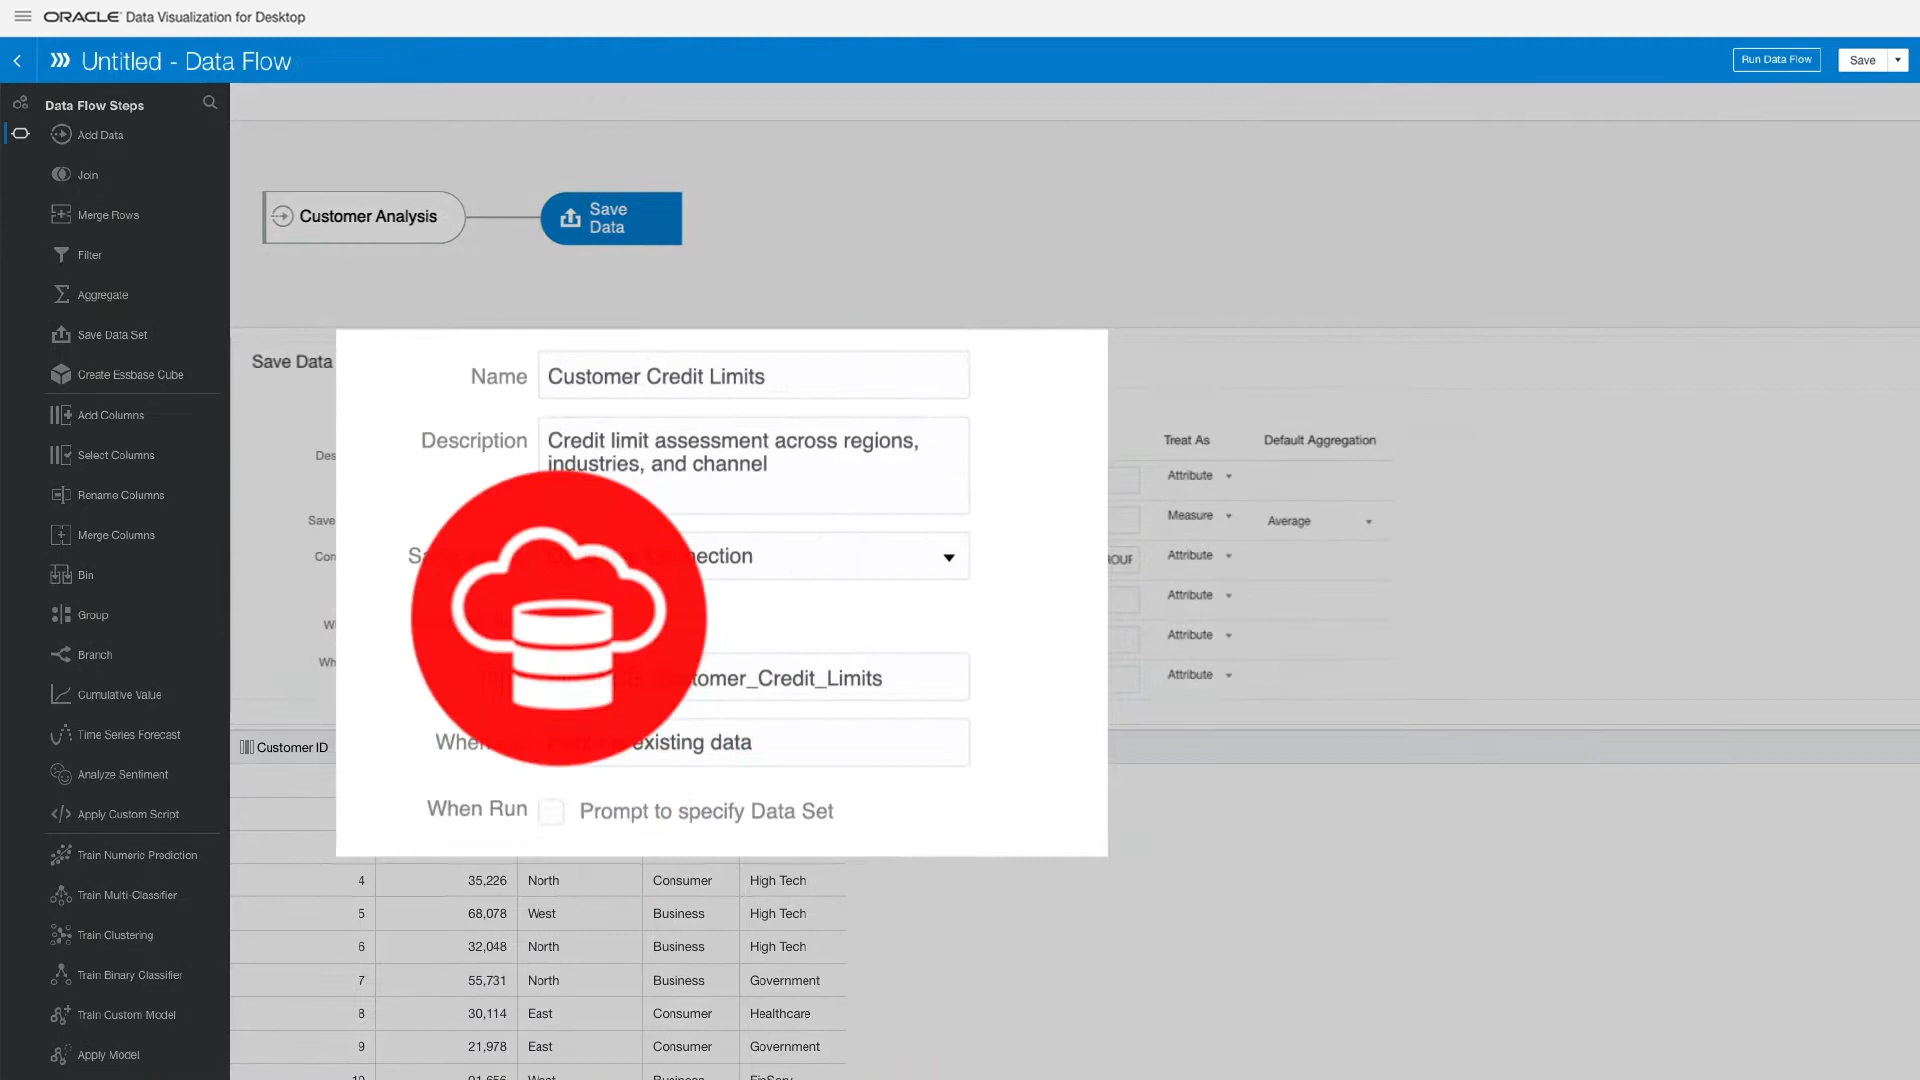 ORACLE Data Visualization for Desktop
Untitled - Data Flow
Run Data Flow
Save
Data Flow Steps
Add Data
Join
Merge Rows
Filter
Aggregate
Save Data Set
Create Essbase Cube
Add Columns
Select Columns
Rename Columns
Merge Columns
Bin
Group
Branch
Cumulative Value
Time Series Forecast
Analyze Sentiment
Apply Custom Script
Train Numeric Prediction
Train Multi-Classifier
Train Clustering
Train Binary Classifier
Train Custom Model
Apply Model
Customer Analysis
Save
Data
Save Data
Name Customer Credit Limits
Description Credit limit assessment across regions,
industries, and channel
existing data
When Run Prompt to specify Data Set
Treat As Default Aggregation
Attribute
Measure Average
Attribute
Attribute
Attribute
Attribute
Customer ID
4 35,226 North Consumer High Tech
5 68,078 West Business High Tech
6 32,048 North Business High Tech
7 55,731 North Business Government
8 30,114 East Consumer Healthcare
9 21,978 East Consumer Government